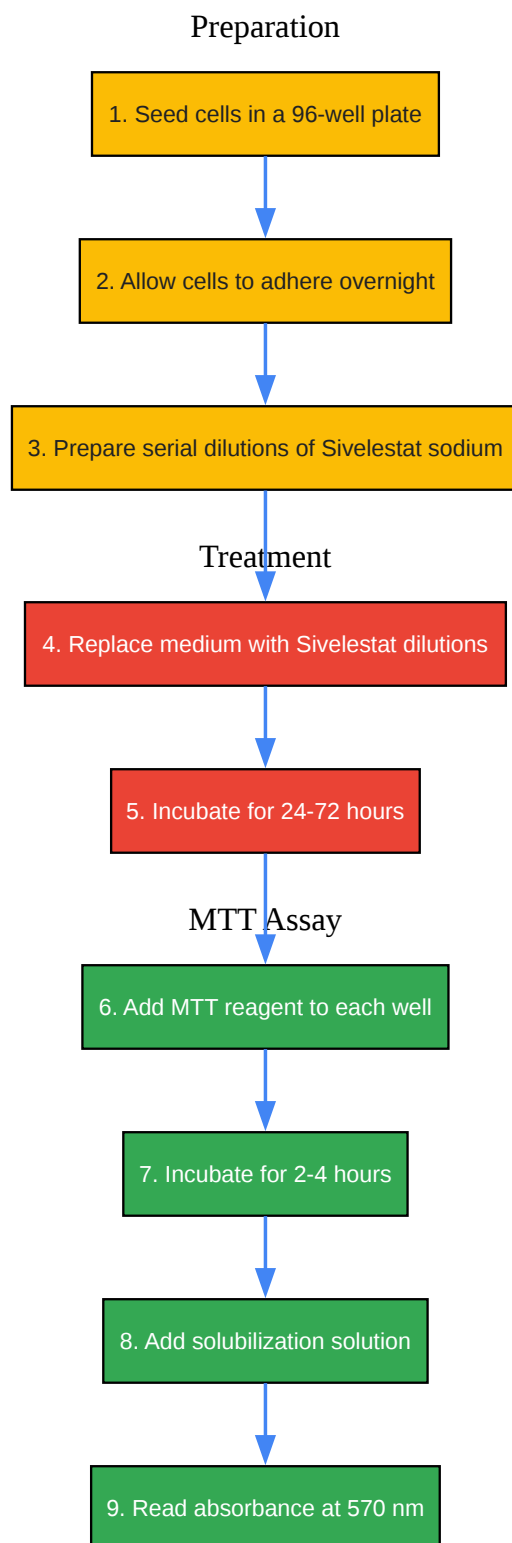 Preparation
1. Seed cells in a 96-well plate
2. Allow cells to adhere overnight
3. Prepare serial dilutions of Sivelestat sodium
Treatment
4. Replace medium with Sivelestat dilutions
5. Incubate for 24-72 hours
MTT Assay
6. Add MTT reagent to each well
7. Incubate for 2-4 hours
8. Add solubilization solution
9. Read absorbance at 570 nm